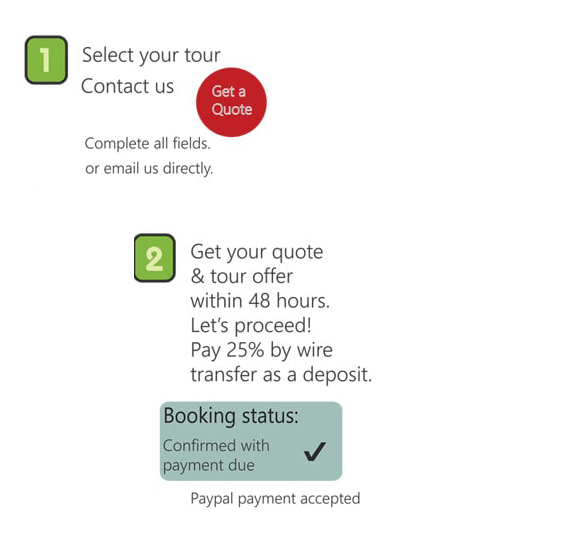 1
Select your tour
Contact us
Get a
Quote
Complete all fields.
or email us directly.
2
Get your quote
& tour offer
within 48 hours.
Let's proceed!
Pay 25% by wire
transfer as a deposit.
Booking status:
Confirmed with
payment due
✓
Paypal payment accepted